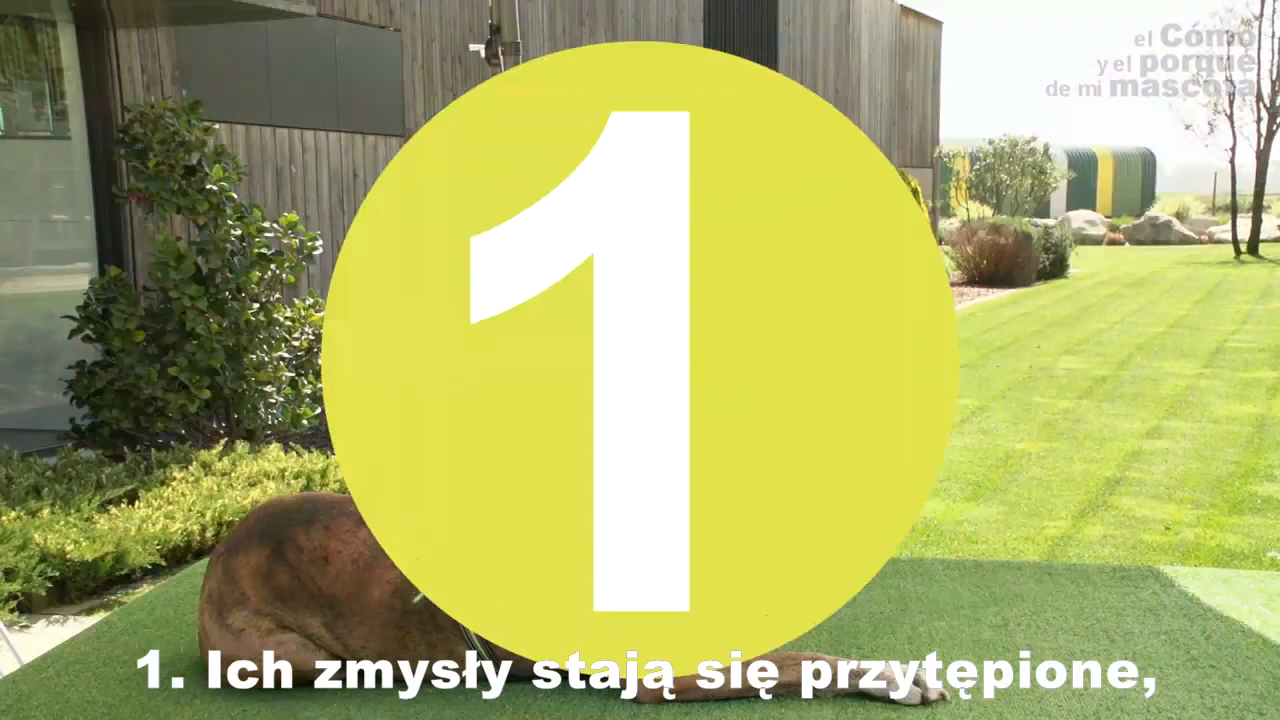 el Cómo
y el porqué
de mi mascota
1
1. Ich zmysły stają się przytępione,